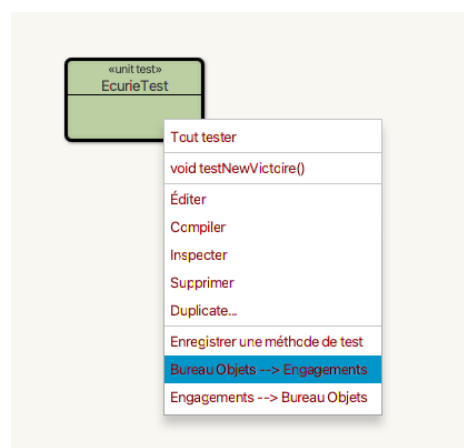 «unit test»
EcurieTest
Tout tester
void testNewVictoire()
Éditer
Compiler
Inspecter
Supprimer
Duplicate...
Enregistrer une méthode de test
Bureau Objets --> Engagements
Engagements --> Bureau Objets